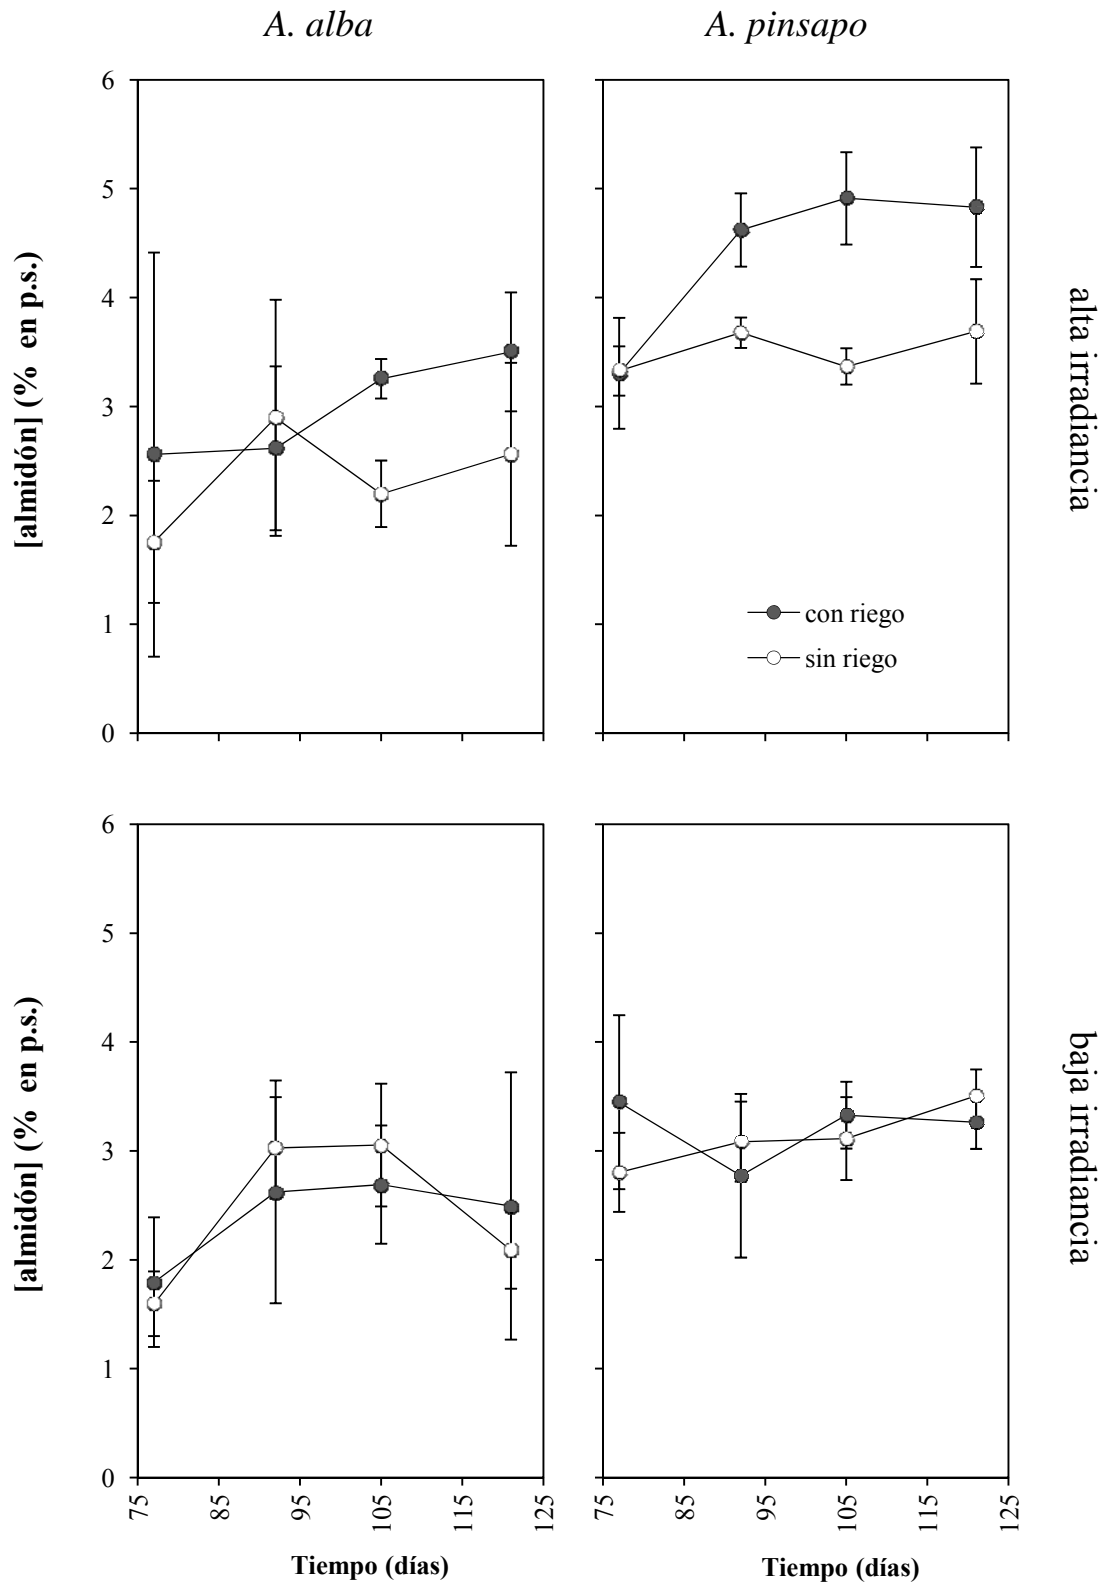 A. alba
A. pinsapo
6
5
4
3
2
1
0
[almidón] (% en p.s.)
alta irradiancia
con riego
sin riego
6
5
4
3
2
1
0
[almidón] (% en p.s.)
baja irradiancia
75 85 95 105 115 125
75 85 95 105 115 125
Tiempo (días)
Tiempo (días)